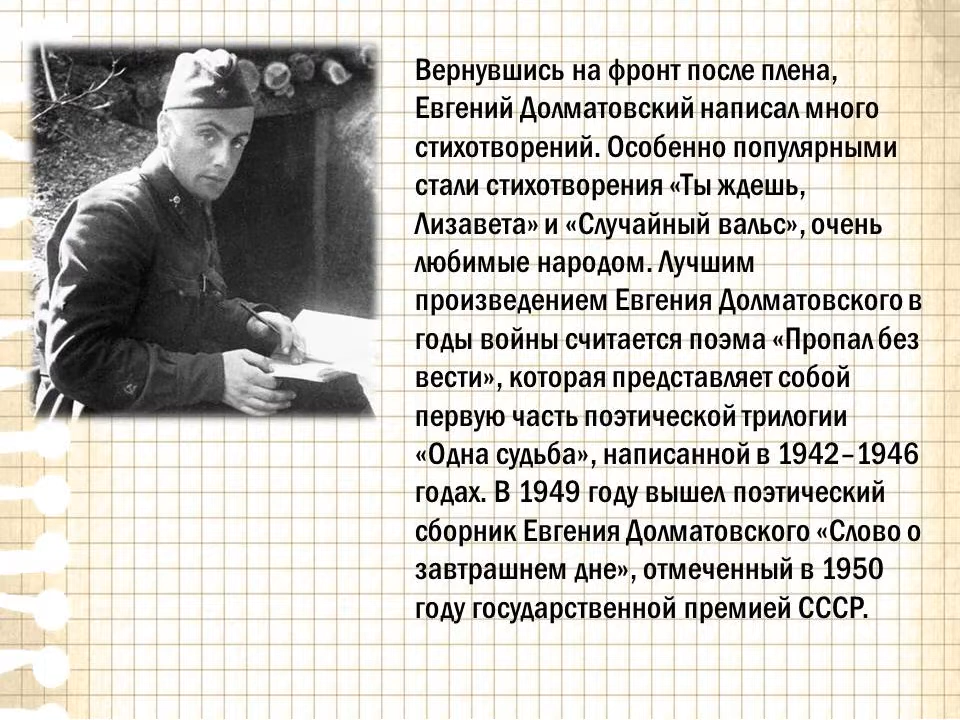 Вернувшись на фронт после плена,
Евгений Долматовский написал много
стихотворений. Особенно популярными
стали стихотворения «Ты ждешь,
Лизавета» и «Случайный вальс», очень
любимые народом. Лучшим
произведением Евгения Долматовского в
годы войны считается поэма «Пропал без
вести», которая представляет собой
первую часть поэтической трилогии
«Одна судьба», написанной в 1942–1946
годах. В 1949 году вышел поэтический
сборник Евгения Долматовского «Слово о
завтрашнем дне», отмеченный в 1950
году государственной премией СССР.